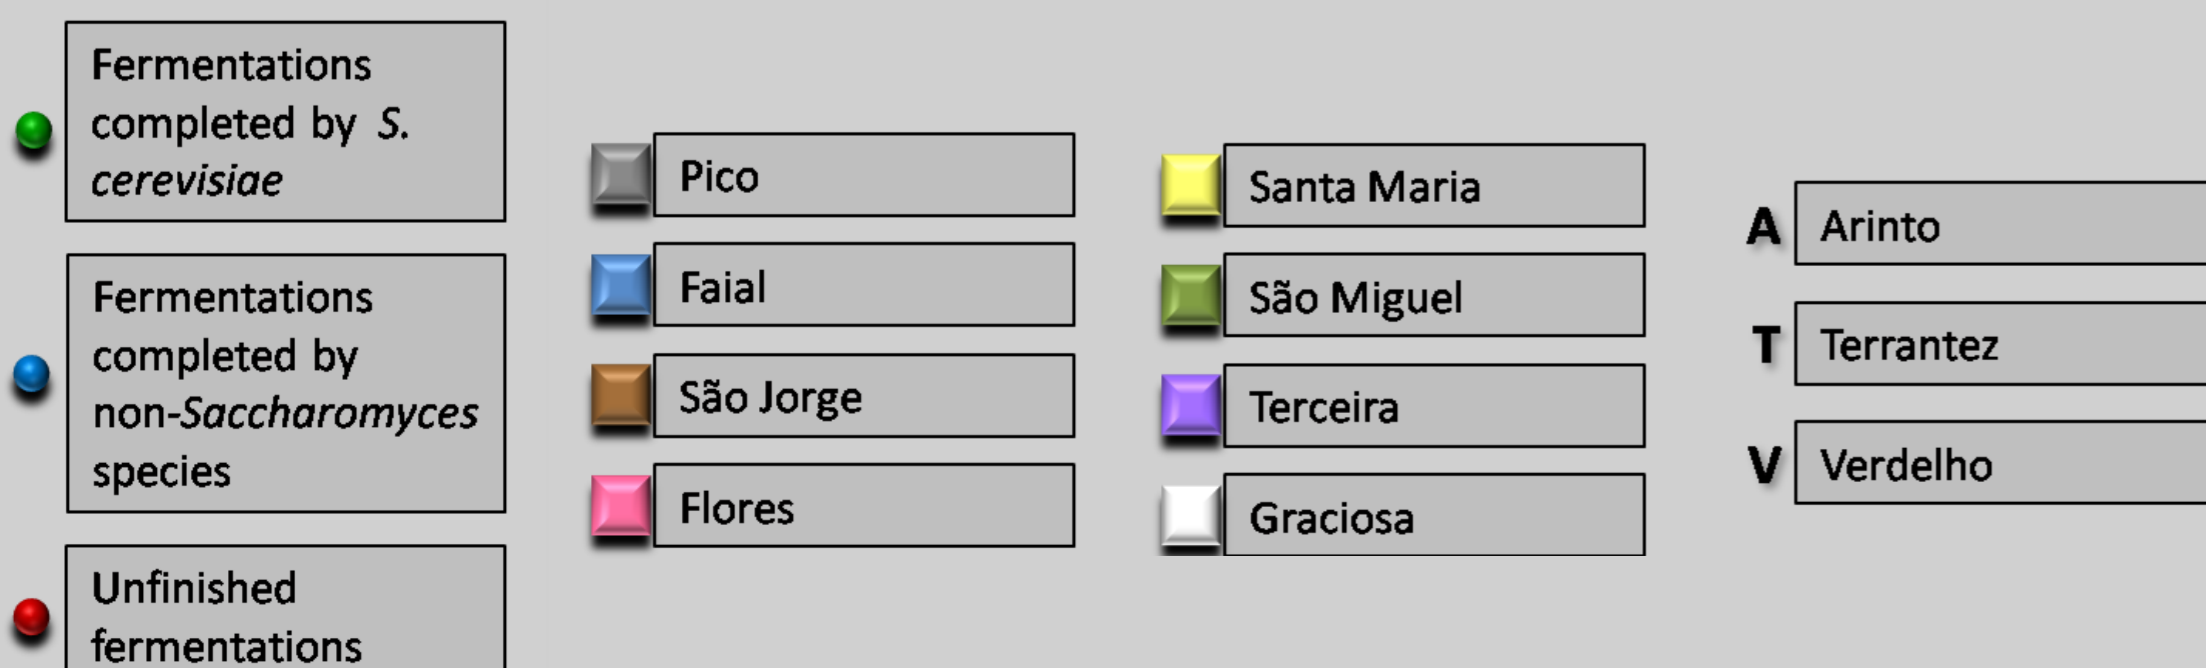 Fermentations
completed by S.
cerevisiae
Fermentations
completed by
non-Saccharomyces
species
Unfinished
fermentations
Pico
Faial
São Jorge
Flores
Santa Maria
São Miguel
Terceira
Graciosa
A Arinto
T Terrantez
V Verdelho